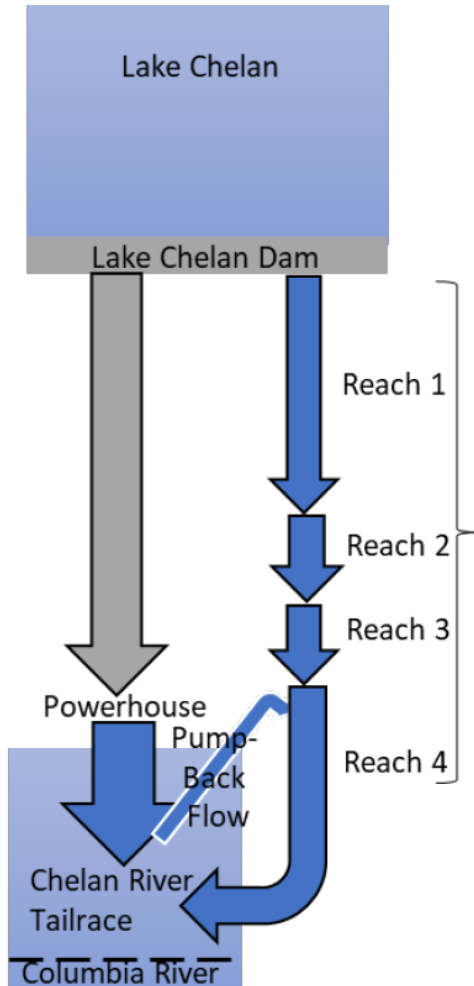 Lake Chelan
Lake Chelan Dam
Reach 1
Reach 2
Reach 3
Powerhouse
Pump-
Back
Flow
Reach 4
Chelan River
Tailrace
Columbia River